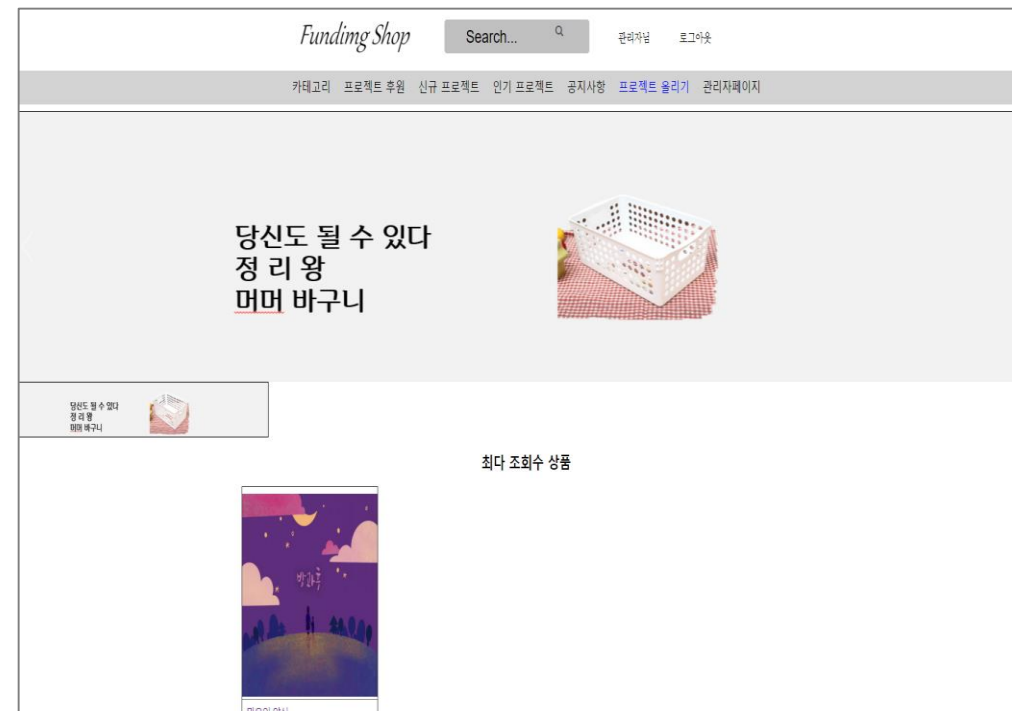 Fundimg Shop
Search...
관리자님 로그아웃
카테고리 프로젝트 후원 신규 프로젝트 인기 프로젝트 공지사항 프로젝트 올리기 관리자페이지
당신도 될 수 있다
정 리 왕
머머 바구니
당신도 될 수 있다
정 리 왕
머머 바구니
최다 조회수 상품
방과후